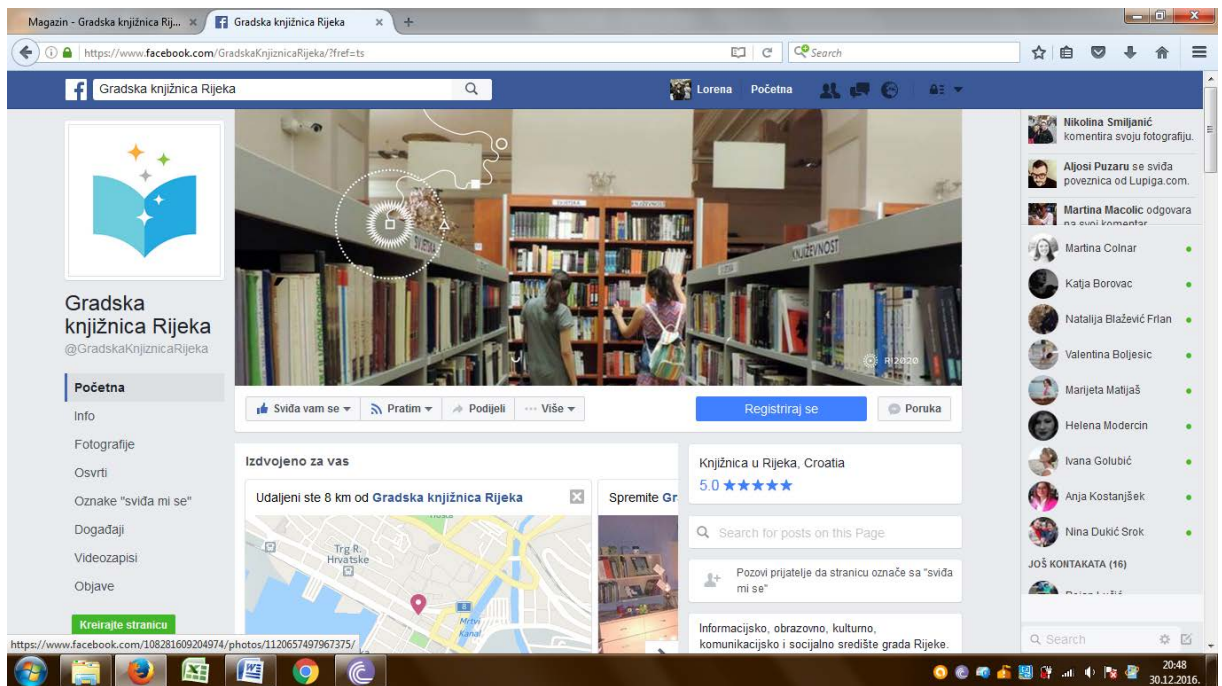 Magazin - Gradska knjižnica Rij...
Gradska knjižnica Rijeka
https://www.facebook.com/GradskaKnjiznicaRijeka/?fref=ts
Search
Gradska knjižnica Rijeka
Lorena
Početna
Gradska
knjižnica Rijeka
@GradskaKnjiznicaRijeka
Početna
Info
Fotografije
Osvrti
Oznake "sviđa mi se"
Događaji
Videozapisi
Objave
Kreirajte stranicu
https://www.facebook.com/108281609204974/photos/1120657497967375/
SVJETSKA
KNJIŽEVNOST
RI2020
Sviđa vam se
Pratim
Podijeli
Više
Registriraj se
Poruka
Izdvojeno za vas
Udaljeni ste 8 km od Gradska knjižnica Rijeka
Trg R.
Hrvatske
Mrtvi
Kanal
Spremite Gr
Knjižnica u Rijeka, Croatia
5.0 ★★★★★
Search for posts on this Page
Pozovi prijatelje da stranicu označe sa "sviđa
mi se"
Informacijsko, obrazovno, kulturno,
komunikacijsko i socijalno središte grada Rijeke.
Nikolina Smiljanić
komentira svoju fotografiju.
Aljosi Puzaru se sviđa
poveznica od Lupiga.com.
Martina Macolic odgovara
na svoj komentar
Martina Colnar
Katja Borovac
Natalija Blažević Frlan
Valentina Boljesic
Marijeta Matijaš
Helena Modercin
Ivana Golubić
Anja Kostanjšek
Nina Dukić Srok
JOŠ KONTAKATA (16)
Search
20:48
30.12.2016.